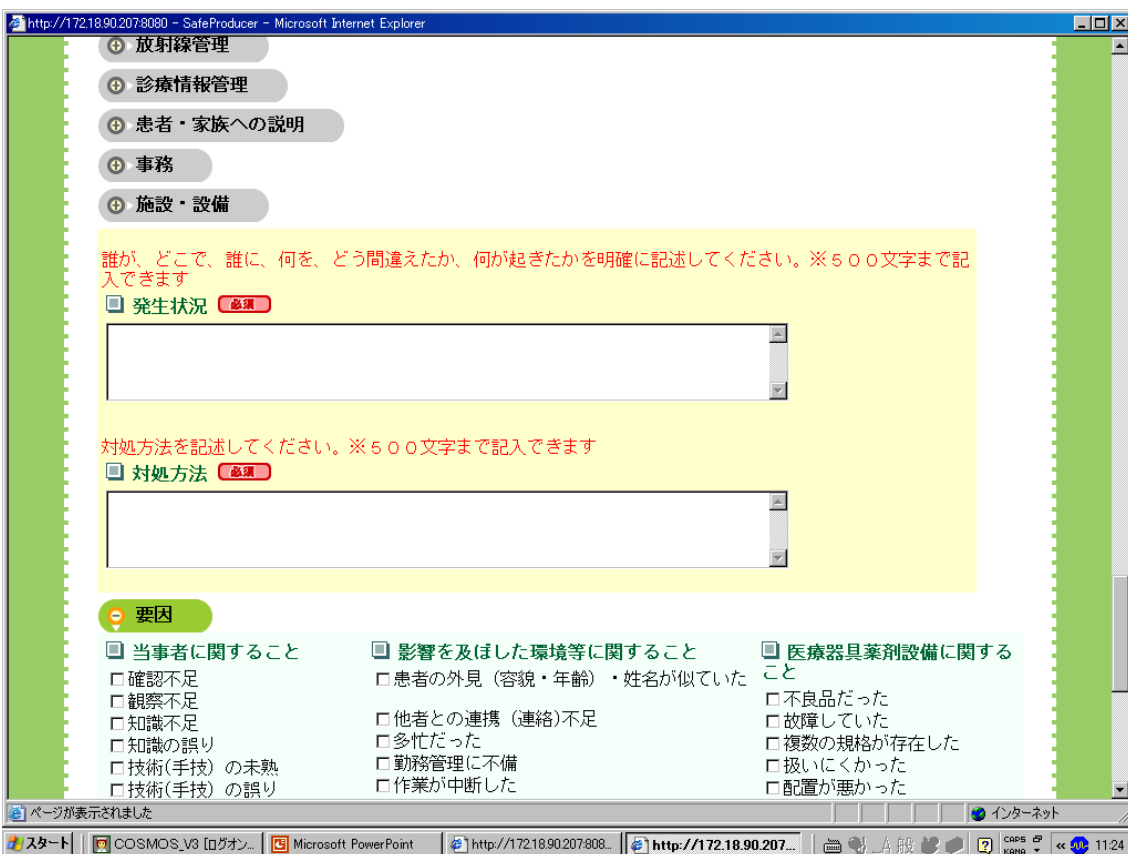 http://172.18.90.207:8080 - SafeProducer - Microsoft Internet Explorer
放射線管理
診療情報管理
患者・家族への説明
事務
施設・設備
誰が、どこで、誰に、何を、どう間違えたか、何が起きたかを明確に記述してください。※５００文字まで記
入できます
発生状況 必須
対処方法を記述してください。※５００文字まで記入できます
対処方法 必須
要因
当事者に関すること
確認不足
観察不足
知識不足
知識の誤り
技術(手技) の未熟
技術(手技) の誤り
影響を及ぼした環境等に関すること
患者の外見（容貌・年齢）・姓名が似ていた
他者との連携（連絡)不足
多忙だった
勤務管理に不備
作業が中断した
医療器具薬剤設備に関する
こと
不良品だった
故障していた
複数の規格が存在した
扱いにくかった
配置が悪かった
ページが表示されました
インターネット
スタート
COSMOS_V3 [ログオン...
Microsoft PowerPoint
http://172.18.90.207:808...
http://172.18.90.207...
_A 般
CAPS
KANA
11:24